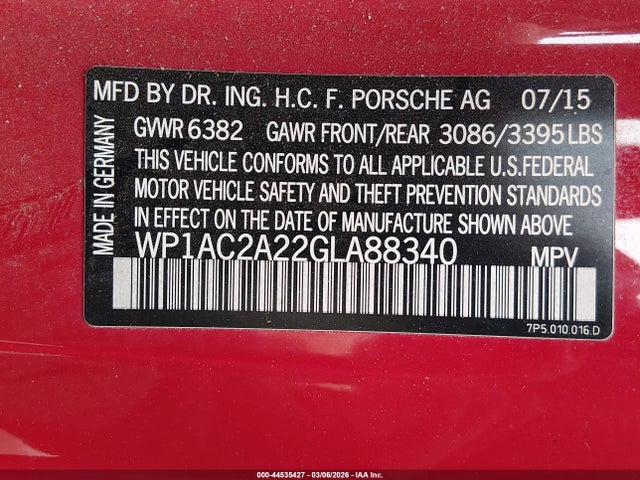 MFD BY DR. ING. H.C. F. PORSCHE AG 07/15
GVWR 6382 GAWR FRONT/REAR 3086/3395LBS
THIS VEHICLE CONFORMS TO ALL APPLICABLE U.S.FEDERAL
MOTOR VEHICLE SAFETY AND THEFT PREVENTION STANDARDS
IN EFFECT ON THE DATE OF MANUFACTURE SHOWN ABOVE
WP1AC2A22GLA88340 MPV
7P5.010.016.D
MADE IN GERMANY
000-44535427 - 03/06/2026 - IAA Inc.